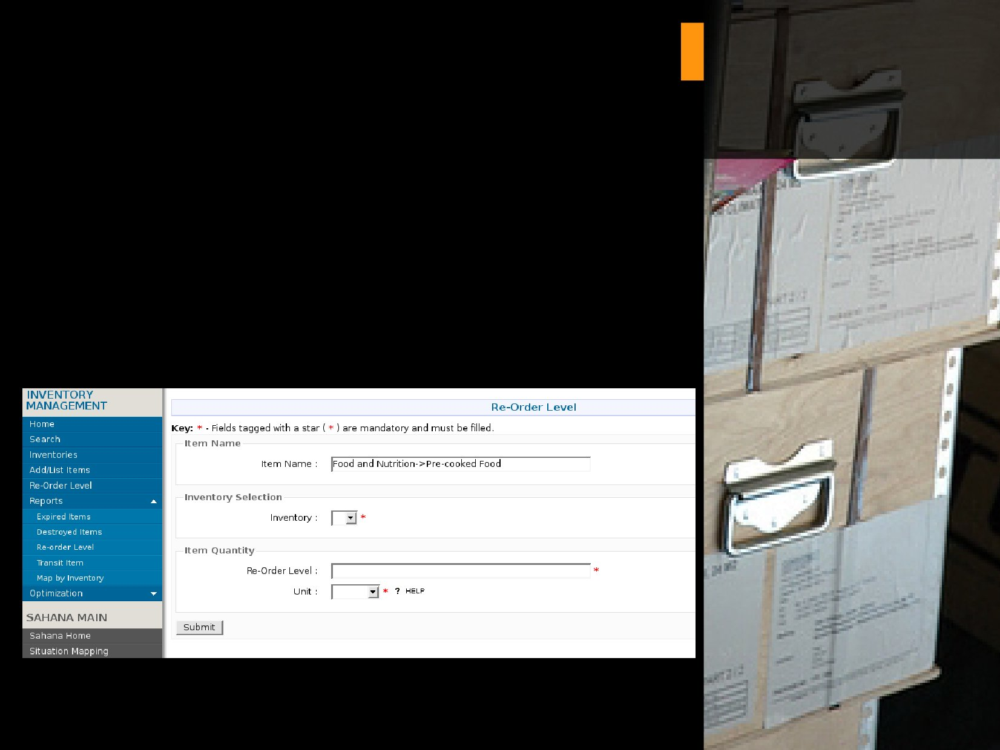 INVENTORY
MANAGEMENT
Home
Search
Inventories
Add/List Items
Re-Order Level
Reports
Expired Items
Destroyed Items
Re-order Level
Transit Item
Map by Inventory
Optimization
SAHANA MAIN
Sahana Home
Situation Mapping
Re-Order Level
Key: * - Fields tagged with a star ( * ) are mandatory and must be filled.
Item Name
Item Name : Food and Nutrition->Pre-cooked Food
Inventory Selection
Inventory : *
Item Quantity
Re-Order Level : *
Unit : * ? HELP
Submit